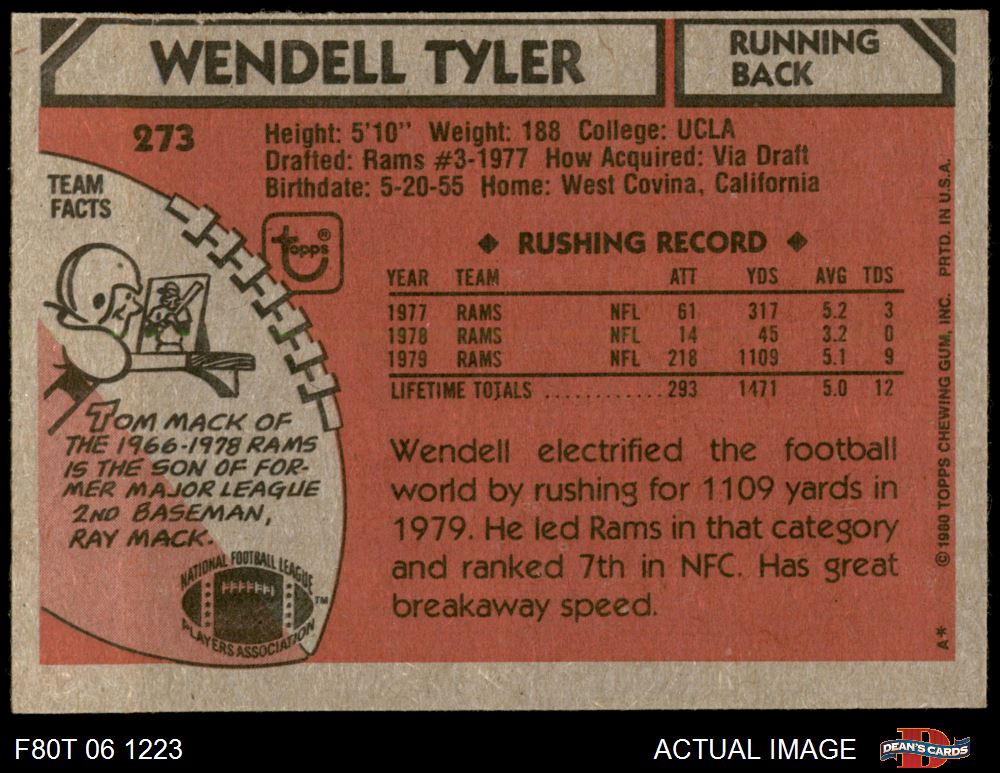 WENDELL TYLER
RUNNING
BACK
273
Height: 5'10" Weight: 188 College: UCLA
Drafted: Rams #3-1977 How Acquired: Via Draft
Birthdate: 5-20-55 Home: West Covina, California
TEAM
FACTS
topps®
TOM MACK OF
THE 1966-1978 RAMS
IS THE SON OF FOR-
MER MAJOR LEAGUE
2ND BASEMAN,
RAY MACK.
NATIONAL FOOTBALL LEAGUE
PLAYERS ASSOCIATION
TM
◆ RUSHING RECORD ◆
YEAR TEAM ATT YDS AVG TDS
1977 RAMS NFL 61 317 5.2 3
1978 RAMS NFL 14 45 3.2 0
1979 RAMS NFL 218 1109 5.1 9
LIFETIME TOTALS ............ 293 1471 5.0 12
Wendell electrified the football
world by rushing for 1109 yards in
1979. He led Rams in that category
and ranked 7th in NFC. Has great
breakaway speed.
A* © 1980 TOPPS CHEWING GUM, INC. PRTD. IN U.S.A.
F80T 06 1223
ACTUAL IMAGE
DEAN'S CARDS